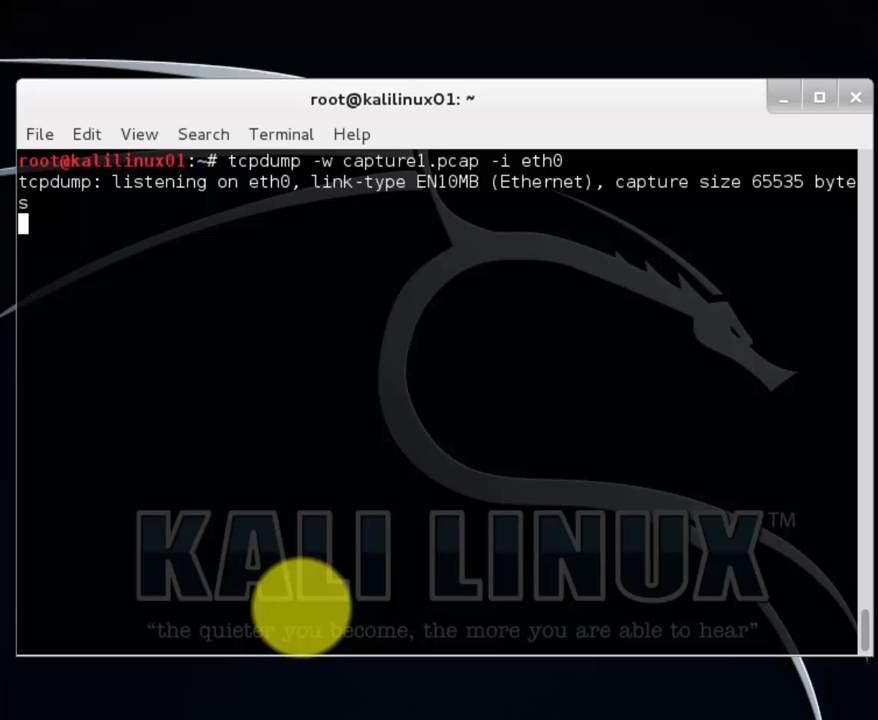 root@kalilinux01: ~
File Edit View Search Terminal Help
root@kalilinux01:~# tcpdump -w capture1.pcap -i eth0
tcpdump: listening on eth0, link-type EN10MB (Ethernet), capture size 65535 byte
s
KALI LINUX™
“the quieter you become, the more you are able to hear”